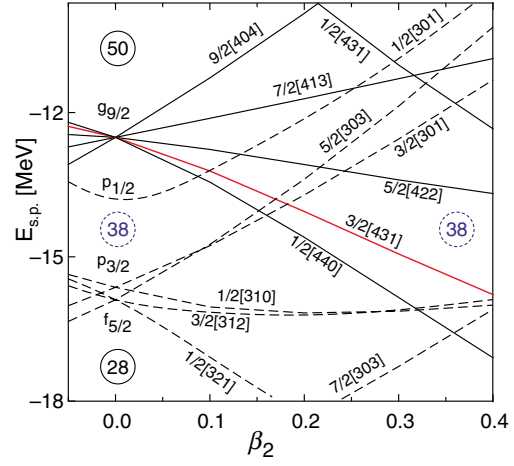 50
9/2[404]
1/2[431]
1/2[301]
7/2[413]
g9/2
5/2[303]
3/2[301]
−12
p1/2
5/2[422]
38
38
3/2[431]
1/2[440]
−15
p3/2
1/2[310]
3/2[312]
f5/2
28
1/2[321]
7/2[303]
−18
0.0 0.1 0.2 0.3 0.4
β2
Es.p. [MeV]